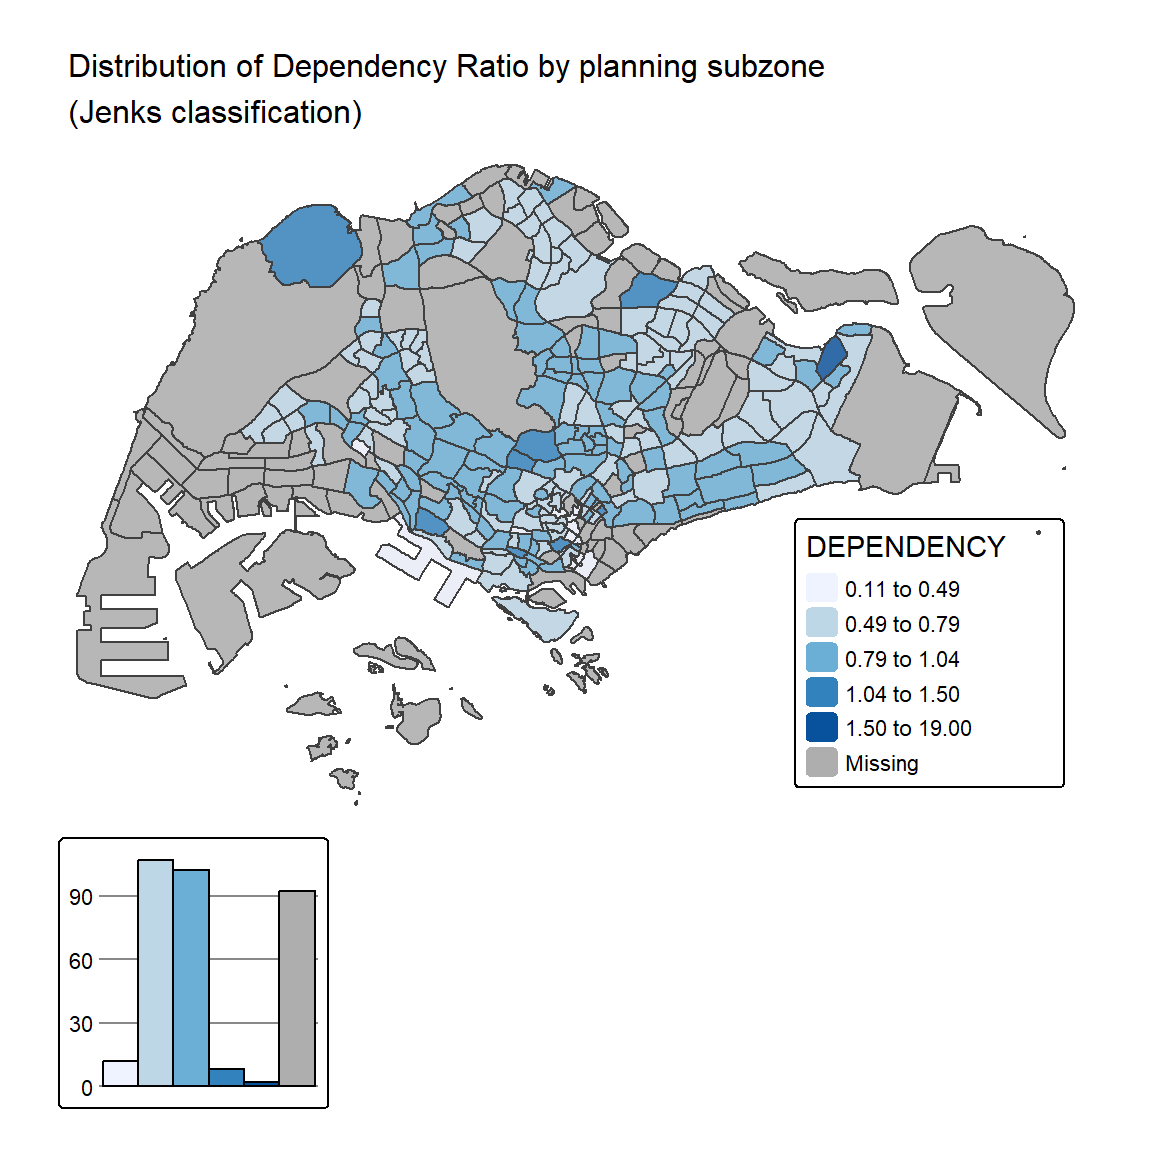 Distribution of Dependency Ratio by planning subzone
(Jenks classification)
DEPENDENCY
0.11 to 0.49
0.49 to 0.79
0.79 to 1.04
1.04 to 1.50
1.50 to 19.00
Missing
90
60
30
0